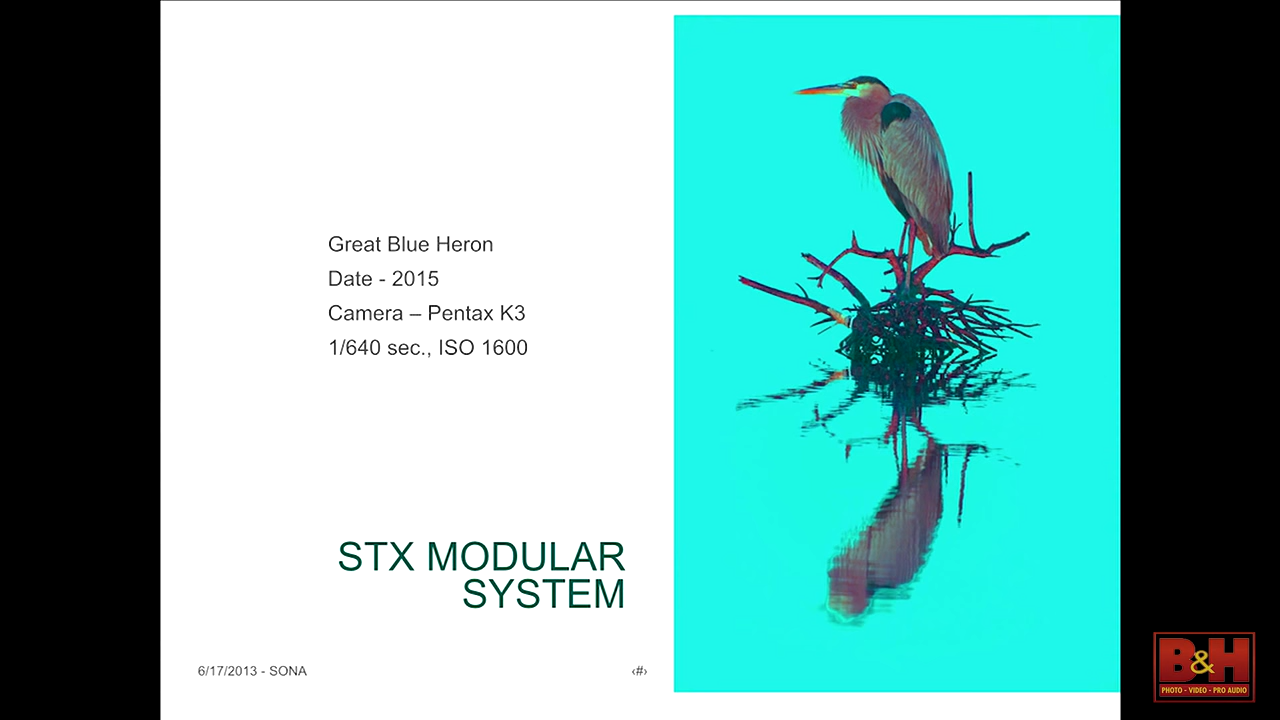 Great Blue Heron
Date - 2015
Camera – Pentax K3
1/640 sec., ISO 1600
STX MODULAR
SYSTEM
6/17/2013 - SONA
‹#›
B&H
PHOTO - VIDEO - PRO AUDIO